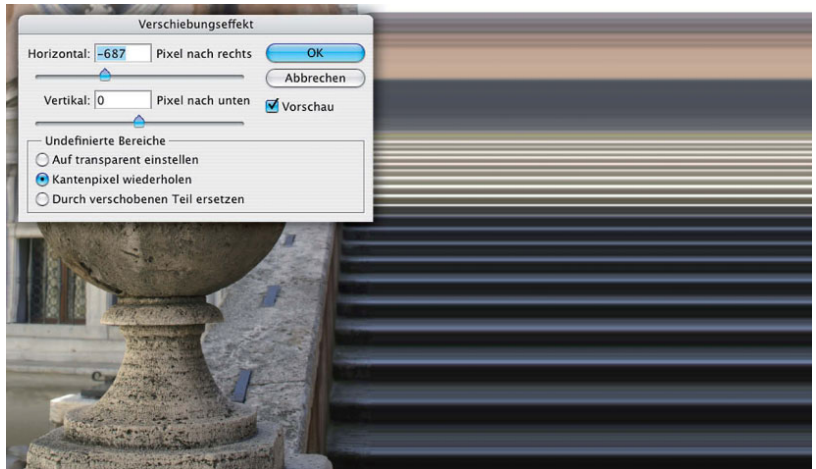 Verschiebungseffekt
Horizontal: -687 Pixel nach rechts
OK
Abbrechen
Vertikal: 0 Pixel nach unten
Vorschau
Undefinierte Bereiche
Auf transparent einstellen
Kantenpixel wiederholen
Durch verschobenen Teil ersetzen